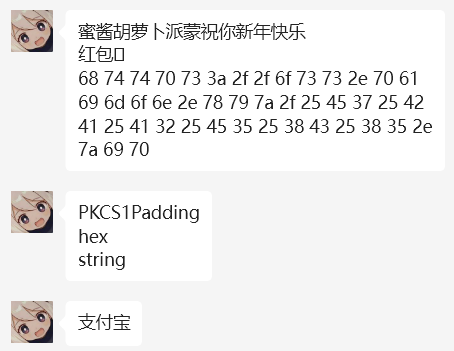 蜜酱胡萝卜派蒙祝你新年快乐
红包▯
68 74 74 70 73 3a 2f 2f 6f 73 73 2e 70 61
69 6d 6f 6e 2e 78 79 7a 2f 25 45 37 25 42
41 25 41 32 25 45 35 25 38 43 25 38 35 2e
7a 69 70
PKCS1Padding
hex
string
支付宝